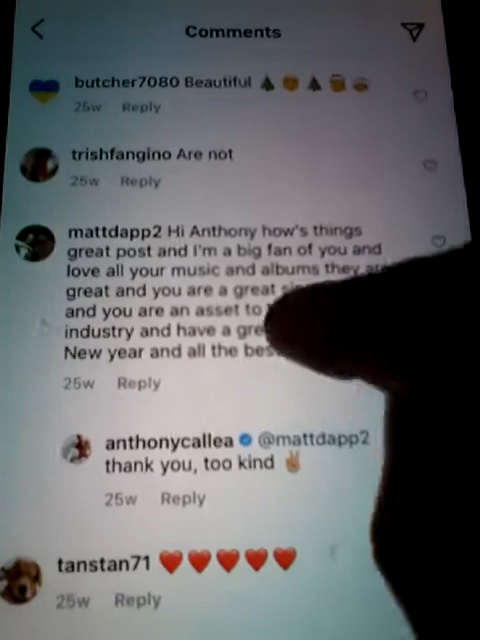 Comments
butcher7080 Beautiful 🌲 🌲
25w Reply
trishfangino Are not
25w Reply
mattdapp2 Hi Anthony how's things
great post and I'm a big fan of you and
love all your music and albums they are
great and you are a great
and you are an asset to
industry and have a
New year and all the
25w Reply
anthonycallea @mattdapp2
thank you, too kind ✌🏼
25w Reply
tanstan71 ❤️❤️❤️❤️❤️
25w Reply